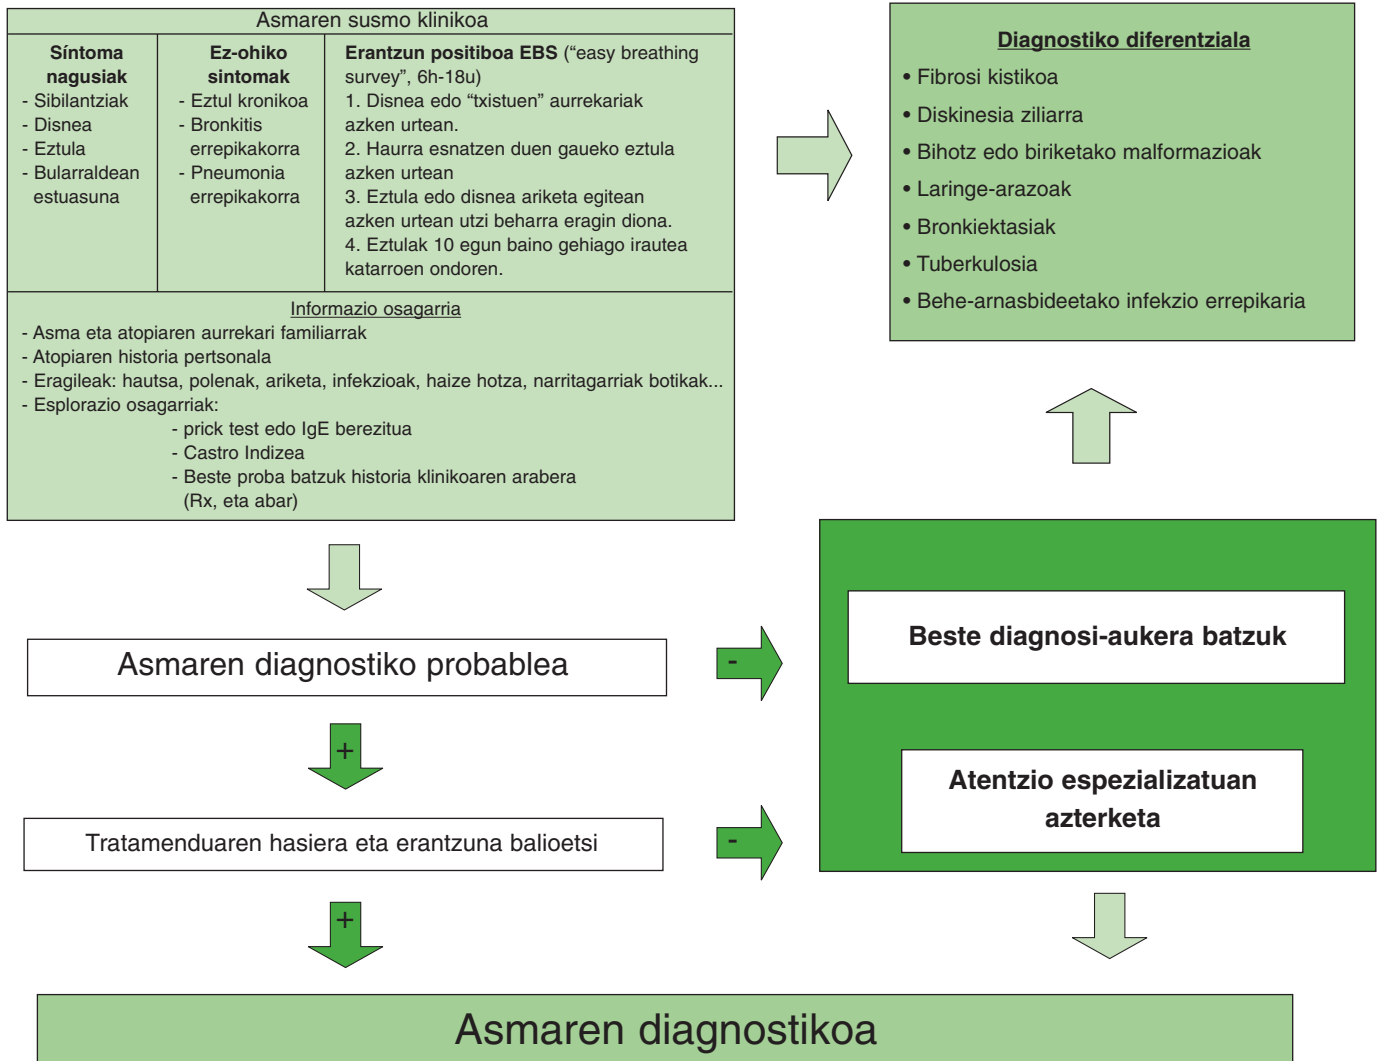 Asmaren susmo klinikoa
Síntoma
nagusiak
- Sibilantziak
- Disnea
- Eztula
- Bularraldean
estuasuna
Ez-ohiko
sintomak
- Eztul kronikoa
- Bronkitis
errepikakorra
- Pneumonia
errepikakorra
Erantzun positiboa EBS (“easy breathing
survey”, 6h-18u)
1. Disnea edo “txistuen” aurrekariak
azken urtean.
2. Haurra esnatzen duen gaueko eztula
azken urtean
3. Eztula edo disnea ariketa egitean
azken urtean utzi beharra eragin diona.
4. Eztulak 10 egun baino gehiago irautea
katarroen ondoren.
Informazio osagarria
- Asma eta atopiaren aurrekari familiarrak
- Atopiaren historia pertsonala
- Eragileak: hautsa, polenak, ariketa, infekzioak, haize hotza, narritagarriak botikak...
- Esplorazio osagarriak:
- prick test edo IgE berezitua
- Castro Indizea
- Beste proba batzuk historia klinikoaren arabera
(Rx, eta abar)
Diagnostiko diferentziala
• Fibrosi kistikoa
• Diskinesia ziliarra
• Bihotz edo biriketako malformazioak
• Laringe-arazoak
• Bronkiektasiak
• Tuberkulosia
• Behe-arnasbideetako infekzio errepikaria
Asmaren diagnostiko probablea
-
Beste diagnosi-aukera batzuk
+
Tratamenduaren hasiera eta erantzuna balioetsi
-
Atentzio espezializatuan
azterketa
+
Asmaren diagnostikoa